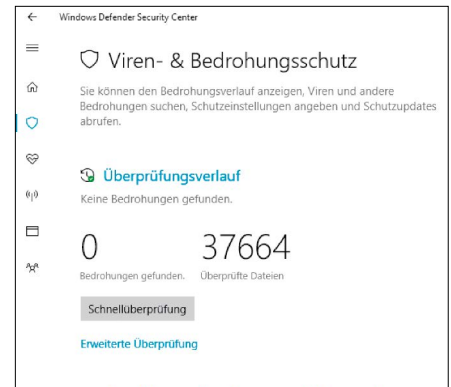 Windows Defender Security Center
Viren- & Bedrohungsschutz
Sie können den Bedrohungsverlauf anzeigen, Viren und andere
Bedrohungen suchen, Schutzeinstellungen angeben und Schutzupdates
abrufen.
Überprüfungsverlauf
Keine Bedrohungen gefunden.
0 37664
Bedrohungen gefunden. Überprüfte Dateien
Schnellüberprüfung
Erweiterte Überprüfung